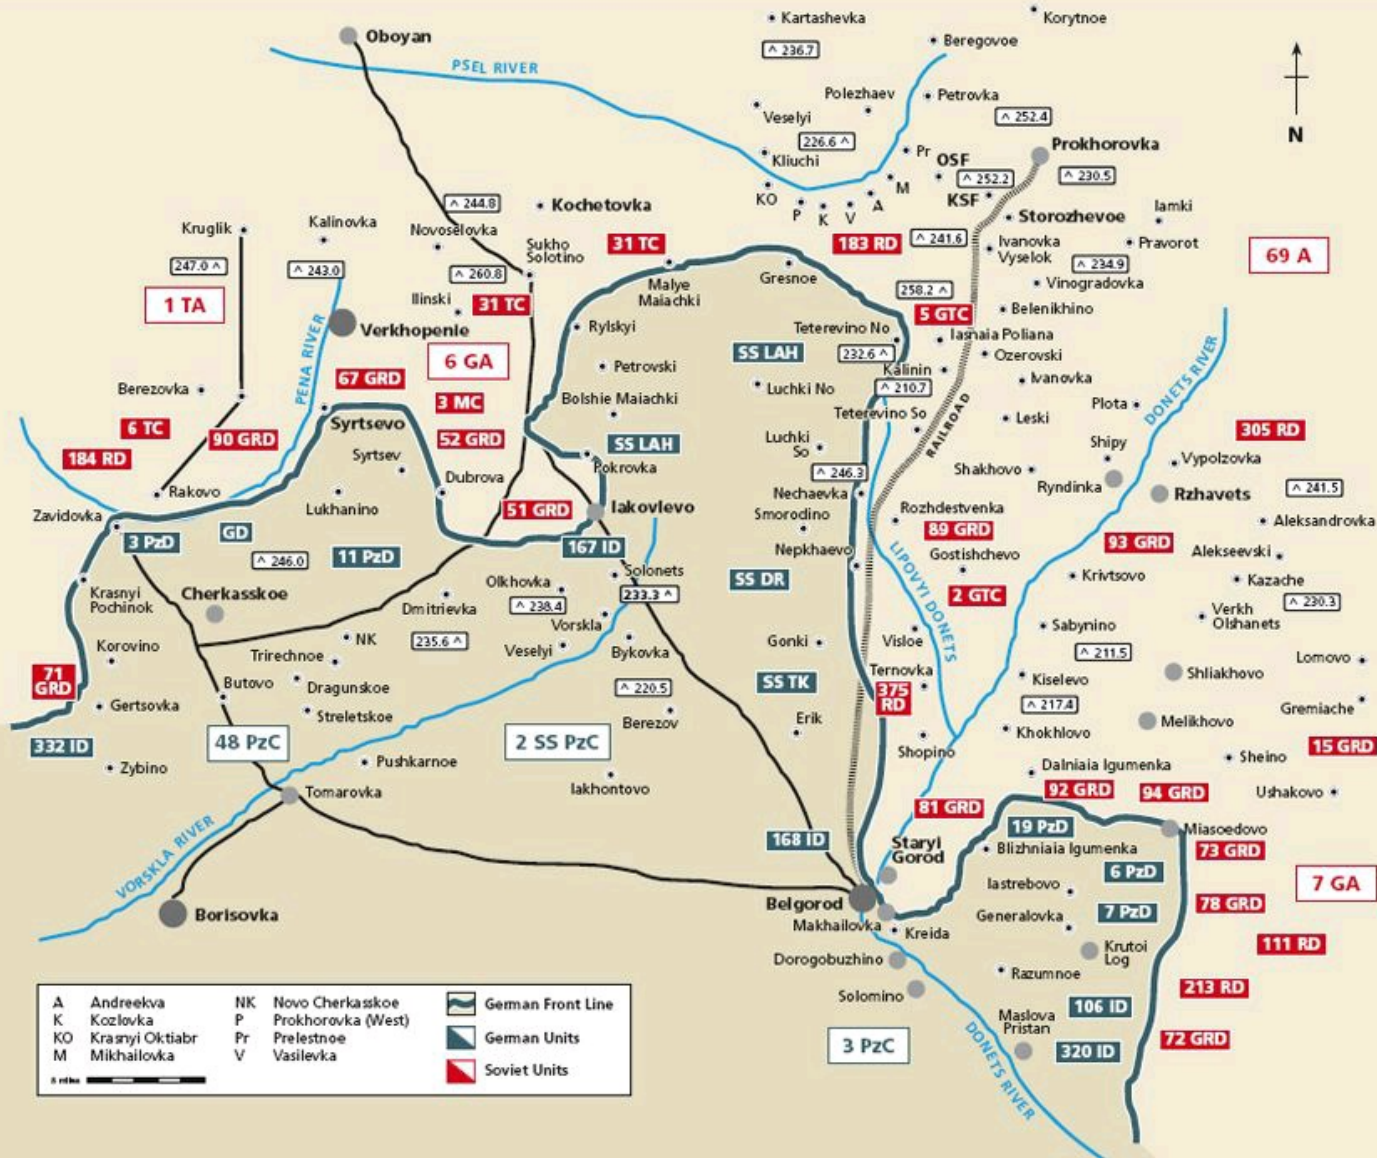 Kartashevka
Korytnoe
Oboyan
^ 236.7
Beregovoe
PSEL RIVER
Polezhaev
Petrovka
Veselyi
^ 252.4
N
226.6 ^
Kliuchi
Pr
OSF
Prokhorovka
^ 252.2
^ 230.5
M
KO
P
K
V
A
KSF
^ 244.8
Kochetovka
Storozhevoe
Iamki
Kruglik
Kalinovka
Novoselovka
Sukho
Solotino
31 TC
183 RD
^ 241.6
Ivanovka
Vyselok
Pravorot
69 A
247.0 ^
^ 243.0
^ 260.8
Gresnoe
^ 234.9
Malye
Maiachki
258.2 ^
Vinogradovka
1 TA
Ilinski
31 TC
5 GTC
Belenikhino
Verkhopenie
Rylskyi
Teterevino No
Iasnaia Poliana
PENA RIVER
6 GA
SS LAH
232.6 ^
Ozerovski
DONETS RIVER
67 GRD
Petrovski
Kalinin
Ivanovka
Berezovka
Luchki No
^ 210.7
3 MC
Bolshie Maiachki
Teterevino So
Plota
6 TC
90 GRD
Syrtsevo
52 GRD
SS LAH
Luchki
So
RAILROAD
Leski
305 RD
184 RD
Syrtsev
Pokrovka
^ 246.3
Shipy
Vypolzovka
Rakovo
Dubrova
Nechaevka
Shakhovo
Ryndinka
Rzhavets
^ 241.5
Lukhanino
Zavidovka
51 GRD
Iakovlevo
Smorodino
Rozhdestvenka
Aleksandrovka
3 PzD
GD
89 GRD
93 GRD
^ 246.0
11 PzD
167 ID
Nepkhaevo
Gostishchevo
Alekseevski
Krasnyi
Pochinok
Cherkasskoe
Olkhovka
Solonets
SS DR
LIPOVYI DONETS
Krivtsovo
Kazache
Dmitrievka
^ 238.4
233.3 ^
2 GTC
^ 230.3
Korovino
NK
235.6 ^
Vorskla
Visloe
Sabynino
Verkh
Olshanets
Trirechnoe
Veselyi
Bykovka
Gonki
^ 211.5
Lomovo
71
GRD
Butovo
Dragunskoe
^ 220.5
SS TK
Ternovka
Kiselevo
Shliakhovo
Gertsovka
Streletskoe
Berezov
375
RD
^ 217.4
Gremiache
332 ID
48 PzC
2 SS PzC
Erik
Khokhlovo
Melikhovo
15 GRD
Zybino
Pushkarnoe
Shopino
Sheino
Iakhontovo
Dalniaia Igumenka
Tomarovka
92 GRD
94 GRD
Ushakovo
81 GRD
19 PzD
Miasoedovo
VORSKLA RIVER
168 ID
Staryi
Gorod
Blizhniaia Igumenka
73 GRD
6 PzD
7 GA
Belgorod
Iastrebovo
78 GRD
Borisovka
Makhailovka
Kreida
Generalovka
7 PzD
111 RD
Dorogobuzhino
Krutoi
Log
Razumnoe
213 RD
Solomino
106 ID
Maslova
Pristan
72 GRD
3 PzC
DONETS RIVER
320 ID
A Andreekva NK Novo Cherkasskoe German Front Line
K Kozlovka P Prokhorovka (West)
KO Krasnyi Oktiabr Pr Prelestnoe German Units
M Mikhailovka V Vasilevka
Soviet Units
5 miles